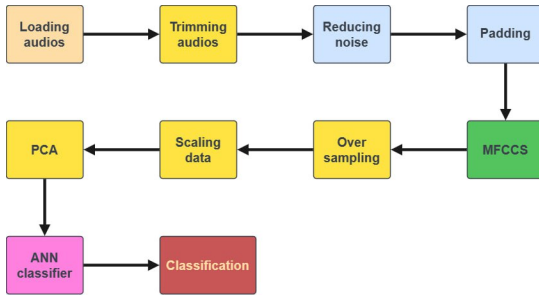 Loading
audios
Trimming
audios
Reducing
noise
Padding
MFCCS
Over
sampling
Scaling
data
PCA
ANN
classifier
Classification